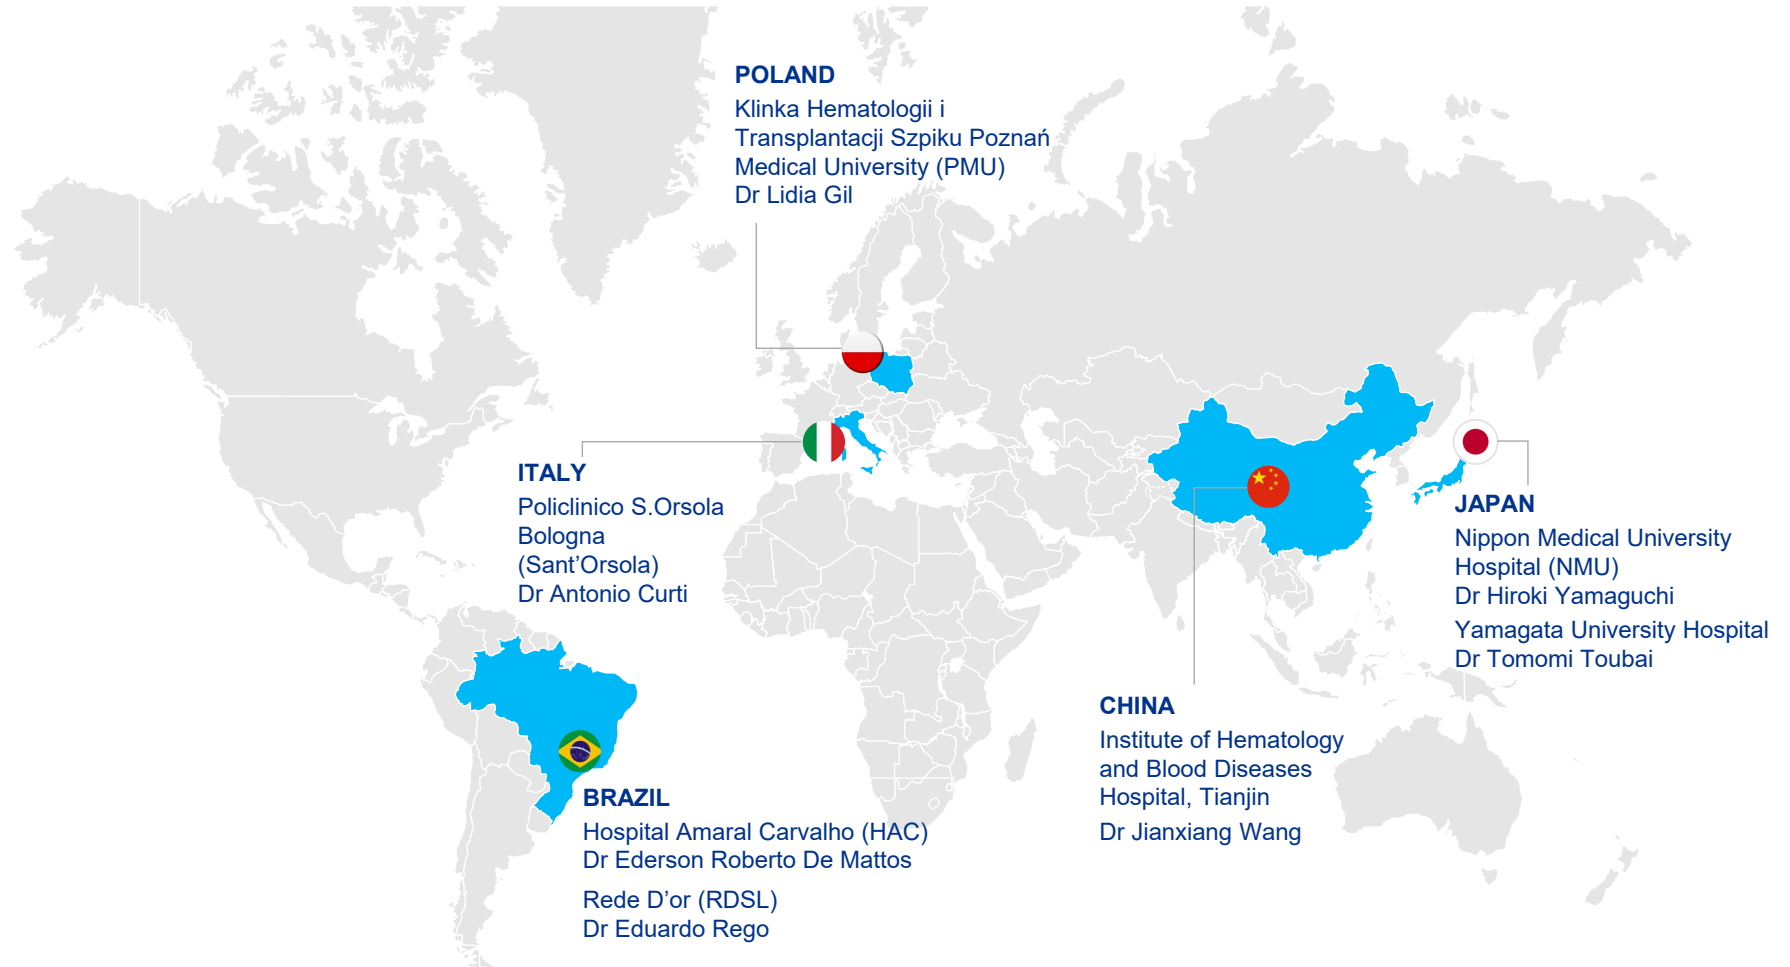 POLAND
Klinka Hematologii i
Transplantacji Szpiku Poznań
Medical University (PMU)
Dr Lidia Gil
ITALY
Policlinico S.Orsola
Bologna
(Sant’Orsola)
Dr Antonio Curti
JAPAN
Nippon Medical University
Hospital (NMU)
Dr Hiroki Yamaguchi
Yamagata University Hospital
Dr Tomomi Toubai
CHINA
Institute of Hematology
and Blood Diseases
Hospital, Tianjin
Dr Jianxiang Wang
BRAZIL
Hospital Amaral Carvalho (HAC)
Dr Ederson Roberto De Mattos
Rede D’or (RDSL)
Dr Eduardo Rego